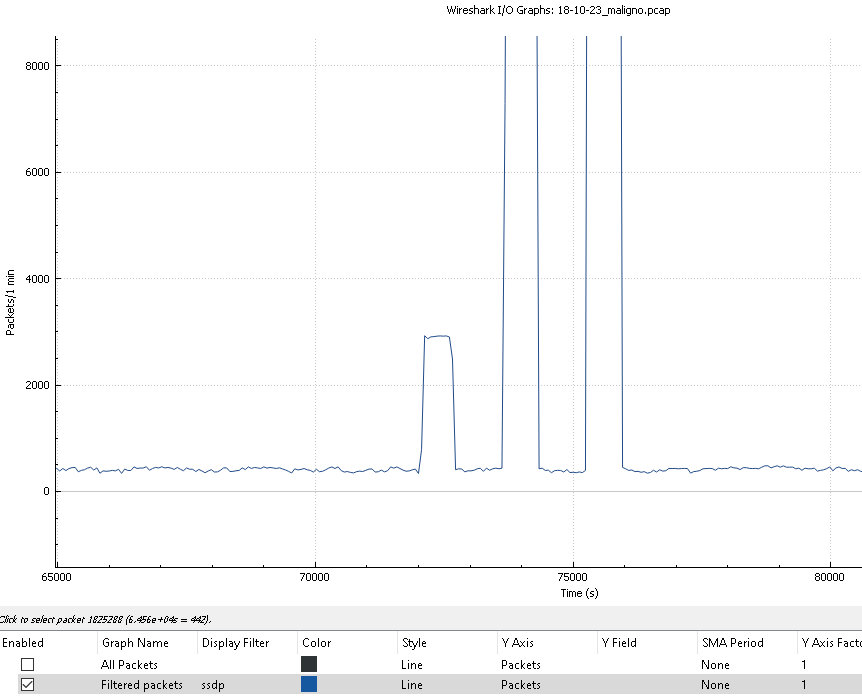 Wireshark I/O Graphs: 18-10-23_maligno.pcap
8000
6000
4000
2000
0
Packets/1 min
65000 70000 75000 80000
Time (s)
Click to select packet 1825288 (6.456e+04s = 442).
Enabled Graph Name Display Filter Color Style Y Axis Y Field SMA Period Y Axis Facto
All Packets Line Packets None 1
Filtered packets ssdp Line Packets None 1